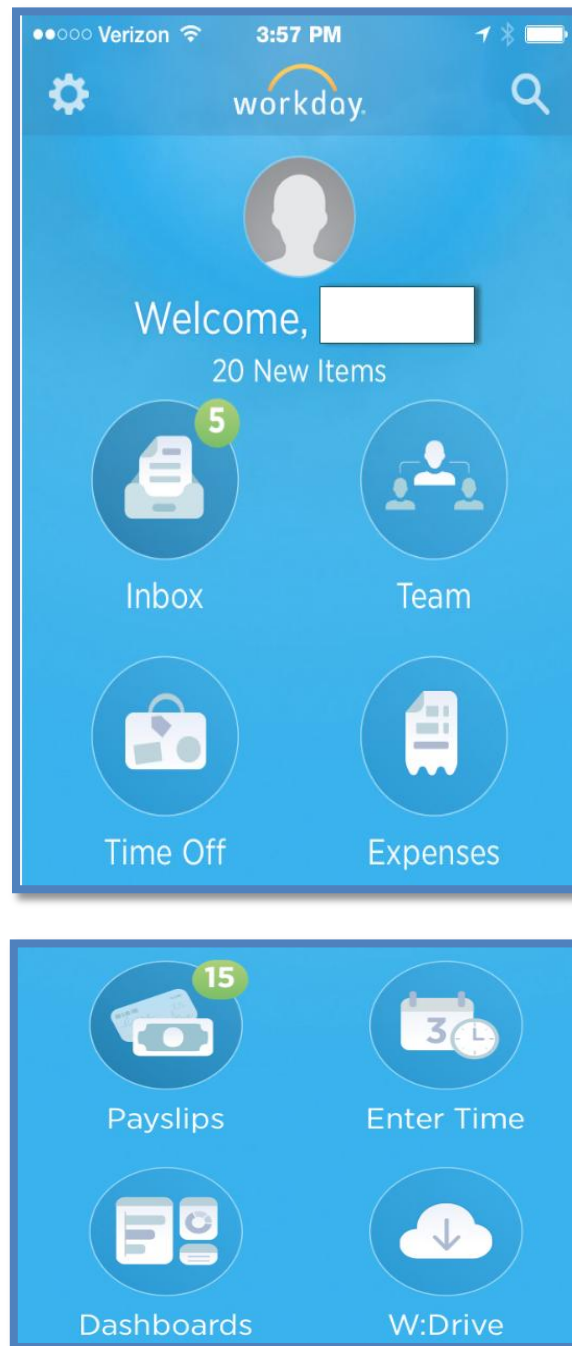 Verizon 3:57 PM
workday.
Welcome,
20 New Items
5
Inbox Team
Time Off Expenses
15
3
Payslips Enter Time
Dashboards W:Drive